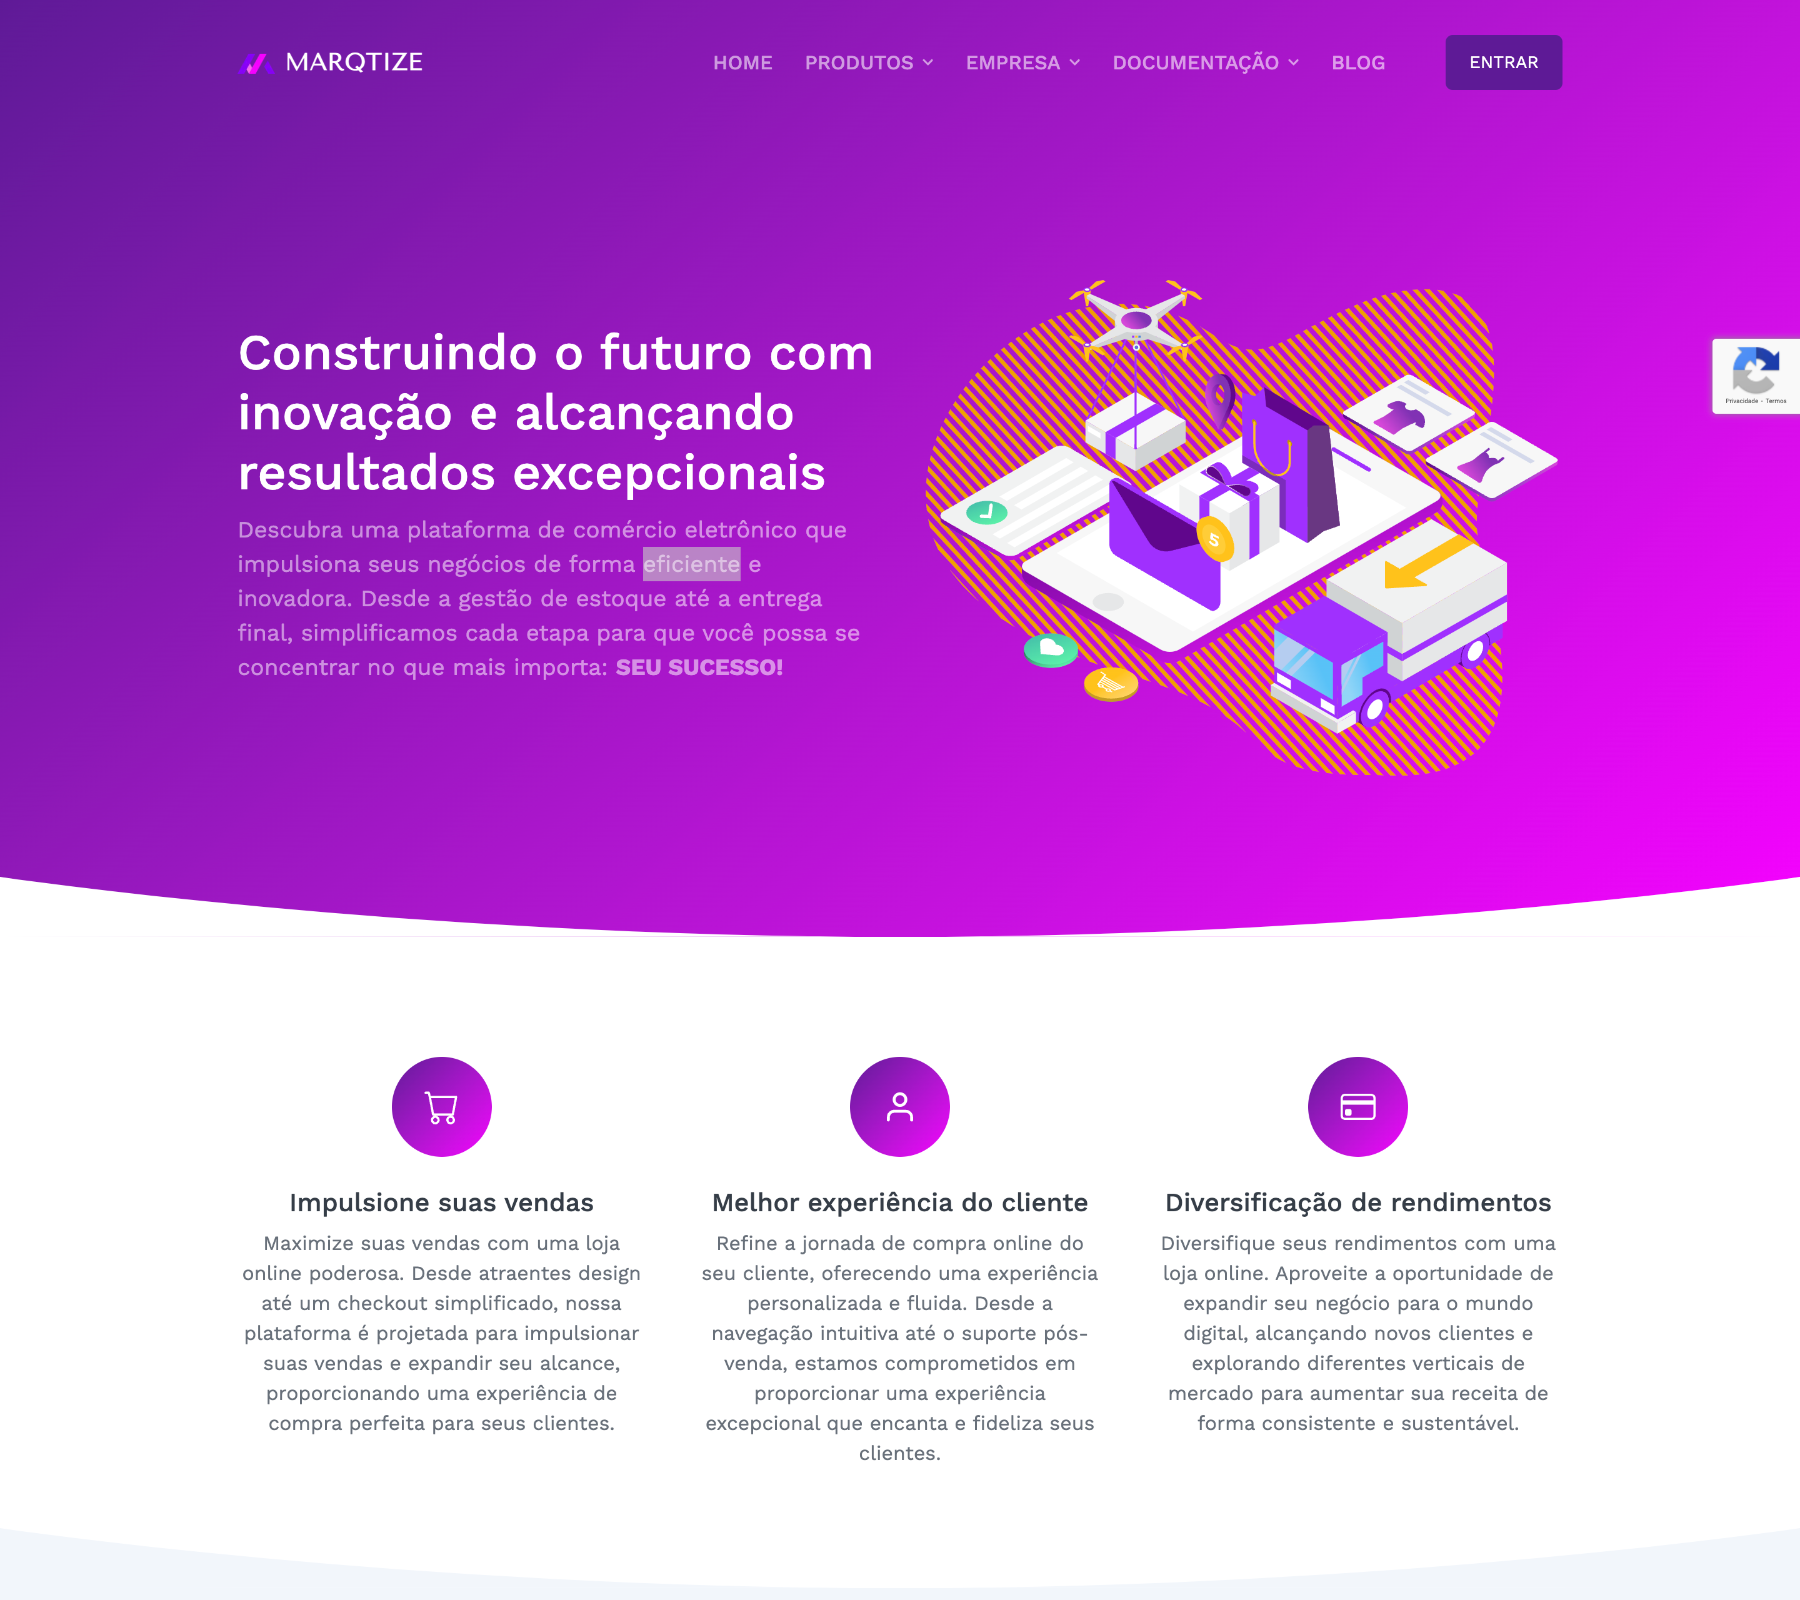 MARQTIZE
HOME PRODUTOS EMPRESA DOCUMENTAÇÃO BLOG ENTRAR
Construindo o futuro com
inovação e alcançando
resultados excepcionais
Descubra uma plataforma de comércio eletrônico que
impulsiona seus negócios de forma eficiente e
inovadora. Desde a gestão de estoque até a entrega
final, simplificamos cada etapa para que você possa se
concentrar no que mais importa: SEU SUCESSO!
5
Privacidade - Termos
Impulsione suas vendas
Maximize suas vendas com uma loja
online poderosa. Desde atraentes design
até um checkout simplificado, nossa
plataforma é projetada para impulsionar
suas vendas e expandir seu alcance,
proporcionando uma experiência de
compra perfeita para seus clientes.
Melhor experiência do cliente
Refine a jornada de compra online do
seu cliente, oferecendo uma experiência
personalizada e fluida. Desde a
navegação intuitiva até o suporte pós-
venda, estamos comprometidos em
proporcionar uma experiência
excepcional que encanta e fideliza seus
clientes.
Diversificação de rendimentos
Diversifique seus rendimentos com uma
loja online. Aproveite a oportunidade de
expandir seu negócio para o mundo
digital, alcançando novos clientes e
explorando diferentes verticais de
mercado para aumentar sua receita de
forma consistente e sustentável.